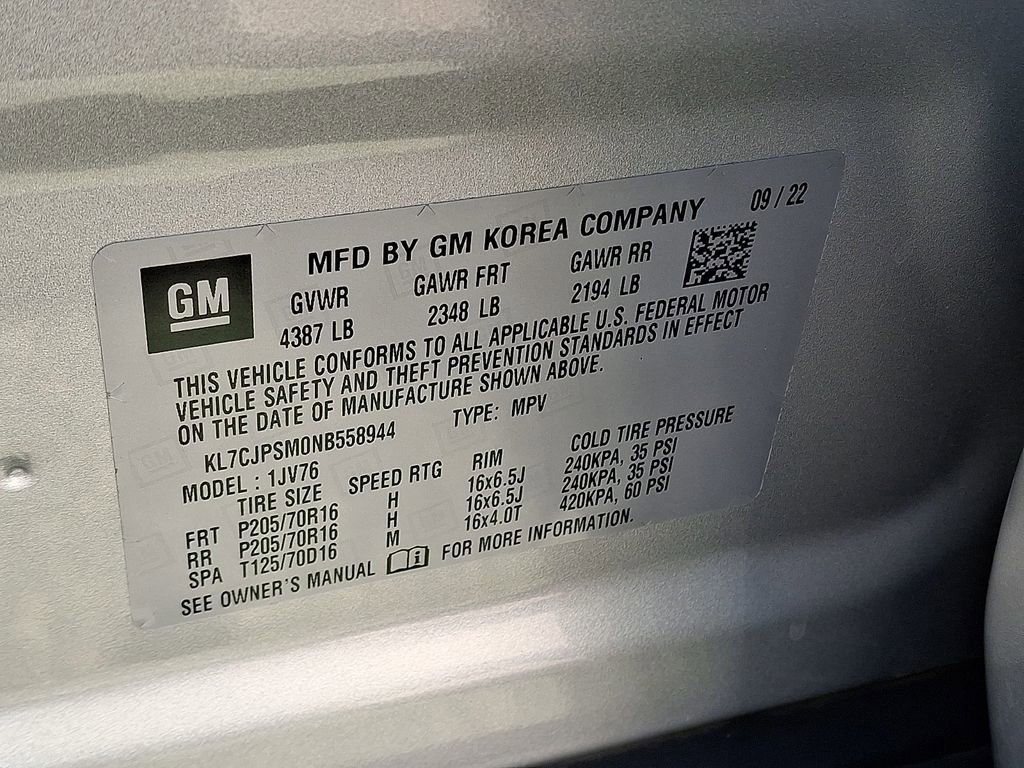 GM
MFD BY GM KOREA COMPANY 09 / 22
GVWR GAWR FRT GAWR RR
4387 LB 2348 LB 2194 LB
THIS VEHICLE CONFORMS TO ALL APPLICABLE U.S. FEDERAL MOTOR
VEHICLE SAFETY AND THEFT PREVENTION STANDARDS IN EFFECT
ON THE DATE OF MANUFACTURE SHOWN ABOVE.
KL7CJPSM0NB558944 TYPE: MPV
MODEL : 1JV76
TIRE SIZE SPEED RTG RIM COLD TIRE PRESSURE
FRT P205/70R16 H 16x6.5J 240KPA, 35 PSI
RR P205/70R16 H 16x6.5J 240KPA, 35 PSI
SPA T125/70D16 M 16x4.0T 420KPA, 60 PSI
SEE OWNER'S MANUAL FOR MORE INFORMATION.